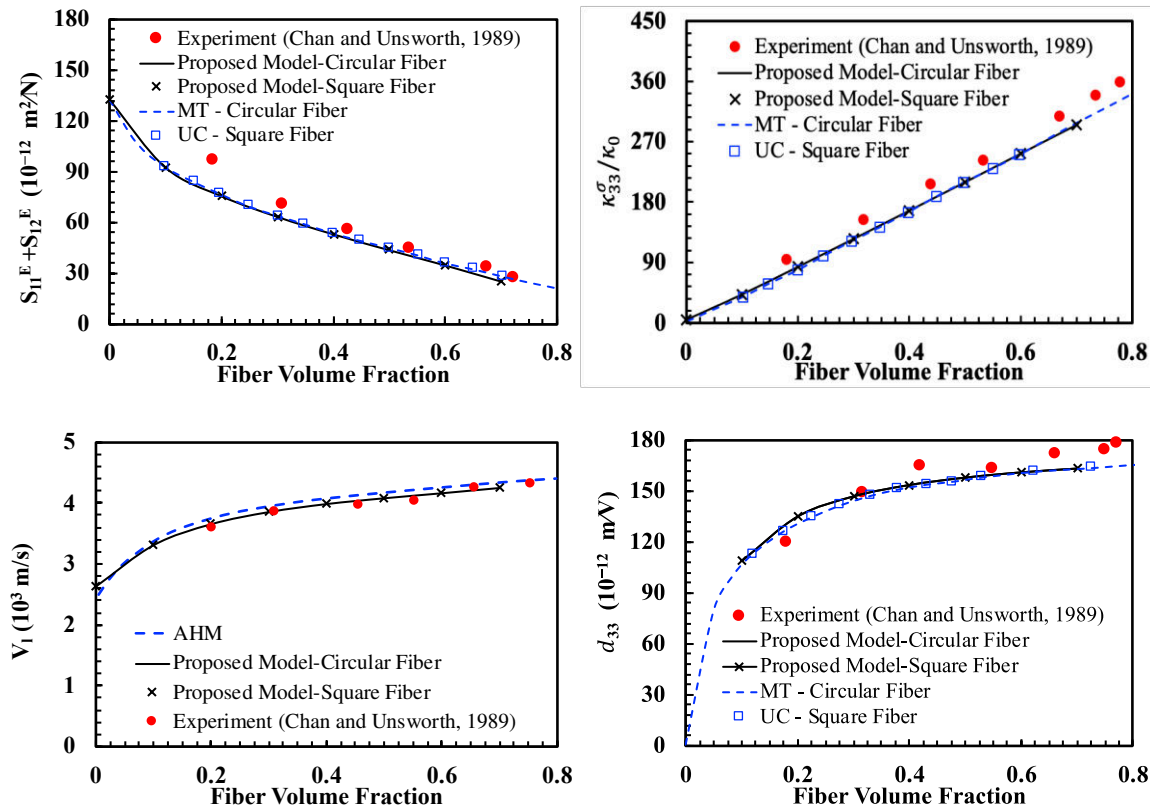 180
150
120
90
60
30
0
S₁₁ᴱ+S₁₂ᴱ (10⁻¹² m²/N)
Experiment (Chan and Unsworth, 1989)
Proposed Model-Circular Fiber
Proposed Model-Square Fiber
MT - Circular Fiber
UC - Square Fiber
0 0.2 0.4 0.6 0.8
Fiber Volume Fraction
450
360
270
180
90
0
κ₃₃^σ/κ₀
Experiment (Chan and Unsworth, 1989)
Proposed Model-Circular Fiber
Proposed Model-Square Fiber
MT - Circular Fiber
UC - Square Fiber
0 0.2 0.4 0.6 0.8
Fiber Volume Fraction
5
4
3
2
1
0
V₁ (10³ m/s)
AHM
Proposed Model-Circular Fiber
Proposed Model-Square Fiber
Experiment (Chan and Unsworth, 1989)
0 0.2 0.4 0.6 0.8
Fiber Volume Fraction
180
150
120
90
60
30
0
d₃₃ (10⁻¹² m/V)
Experiment (Chan and Unsworth, 1989)
Proposed Model-Circular Fiber
Proposed Model-Square Fiber
MT - Circular Fiber
UC - Square Fiber
0 0.2 0.4 0.6 0.8
Fiber Volume Fraction